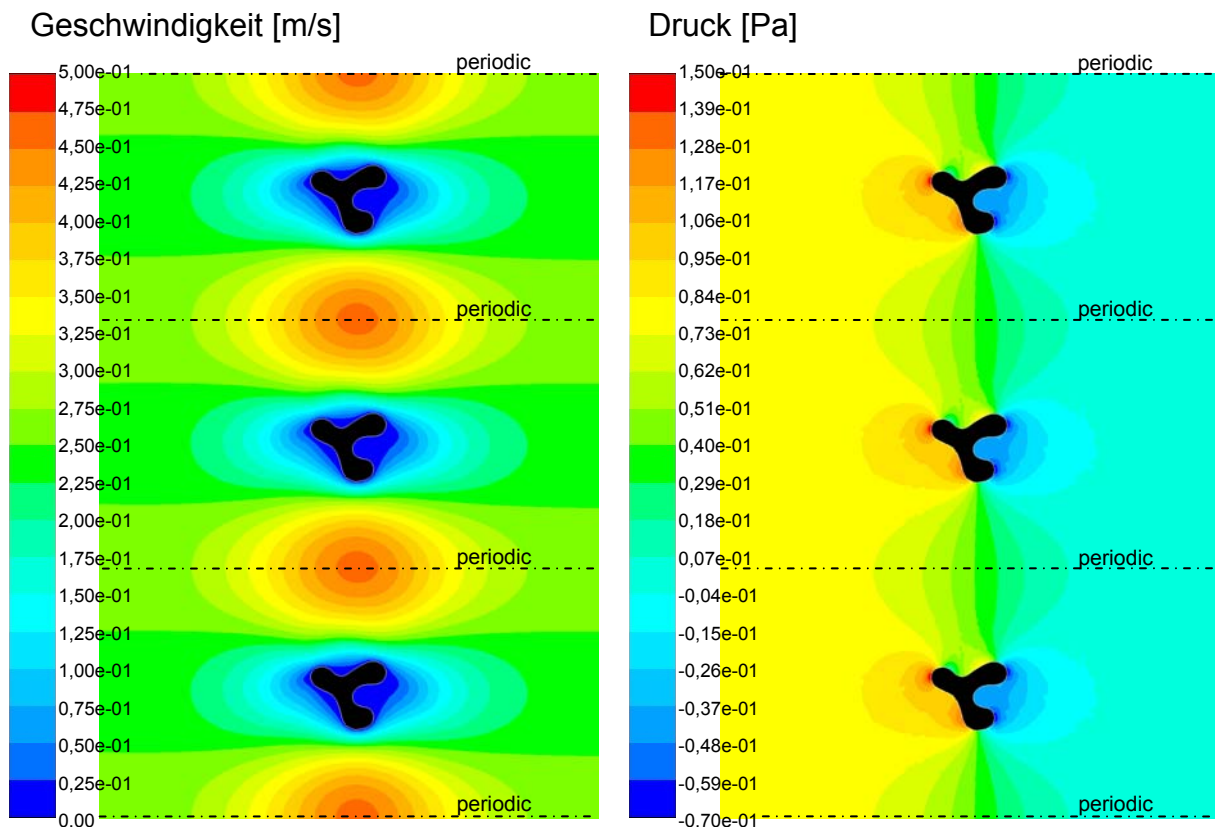 Geschwindigkeit [m/s]
5,00e-01
4,75e-01
4,50e-01
4,25e-01
4,00e-01
3,75e-01
3,50e-01
3,25e-01
3,00e-01
2,75e-01
2,50e-01
2,25e-01
2,00e-01
1,75e-01
1,50e-01
1,25e-01
1,00e-01
0,75e-01
0,50e-01
0,25e-01
0,00
periodic
periodic
periodic
periodic
Druck [Pa]
1,50e-01
1,39e-01
1,28e-01
1,17e-01
1,06e-01
0,95e-01
0,84e-01
0,73e-01
0,62e-01
0,51e-01
0,40e-01
0,29e-01
0,18e-01
0,07e-01
-0,04e-01
-0,15e-01
-0,26e-01
-0,37e-01
-0,48e-01
-0,59e-01
-0,70e-01
periodic
periodic
periodic
periodic